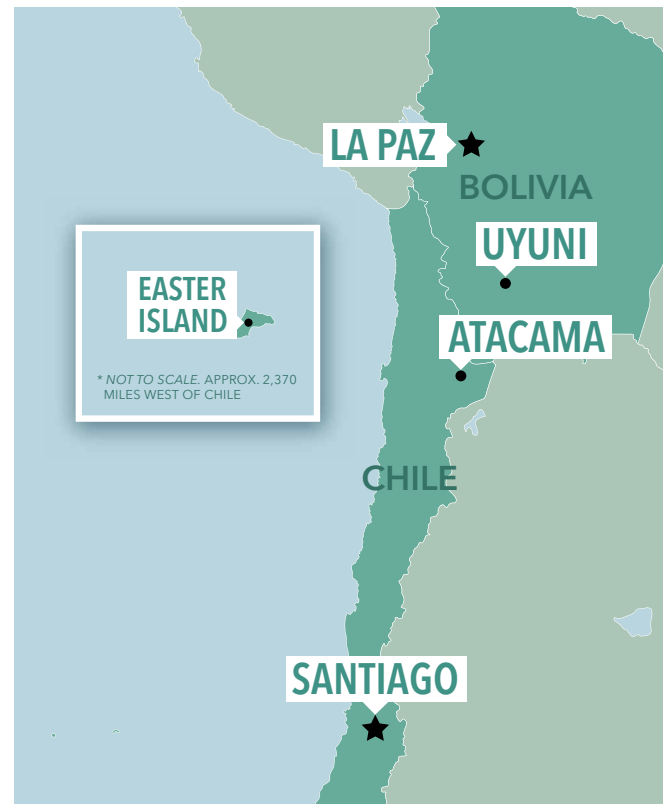 LA PAZ
BOLIVIA
UYUNI
EASTER
ISLAND
ATACAMA
* NOT TO SCALE. APPROX. 2,370
MILES WEST OF CHILE
CHILE
SANTIAGO